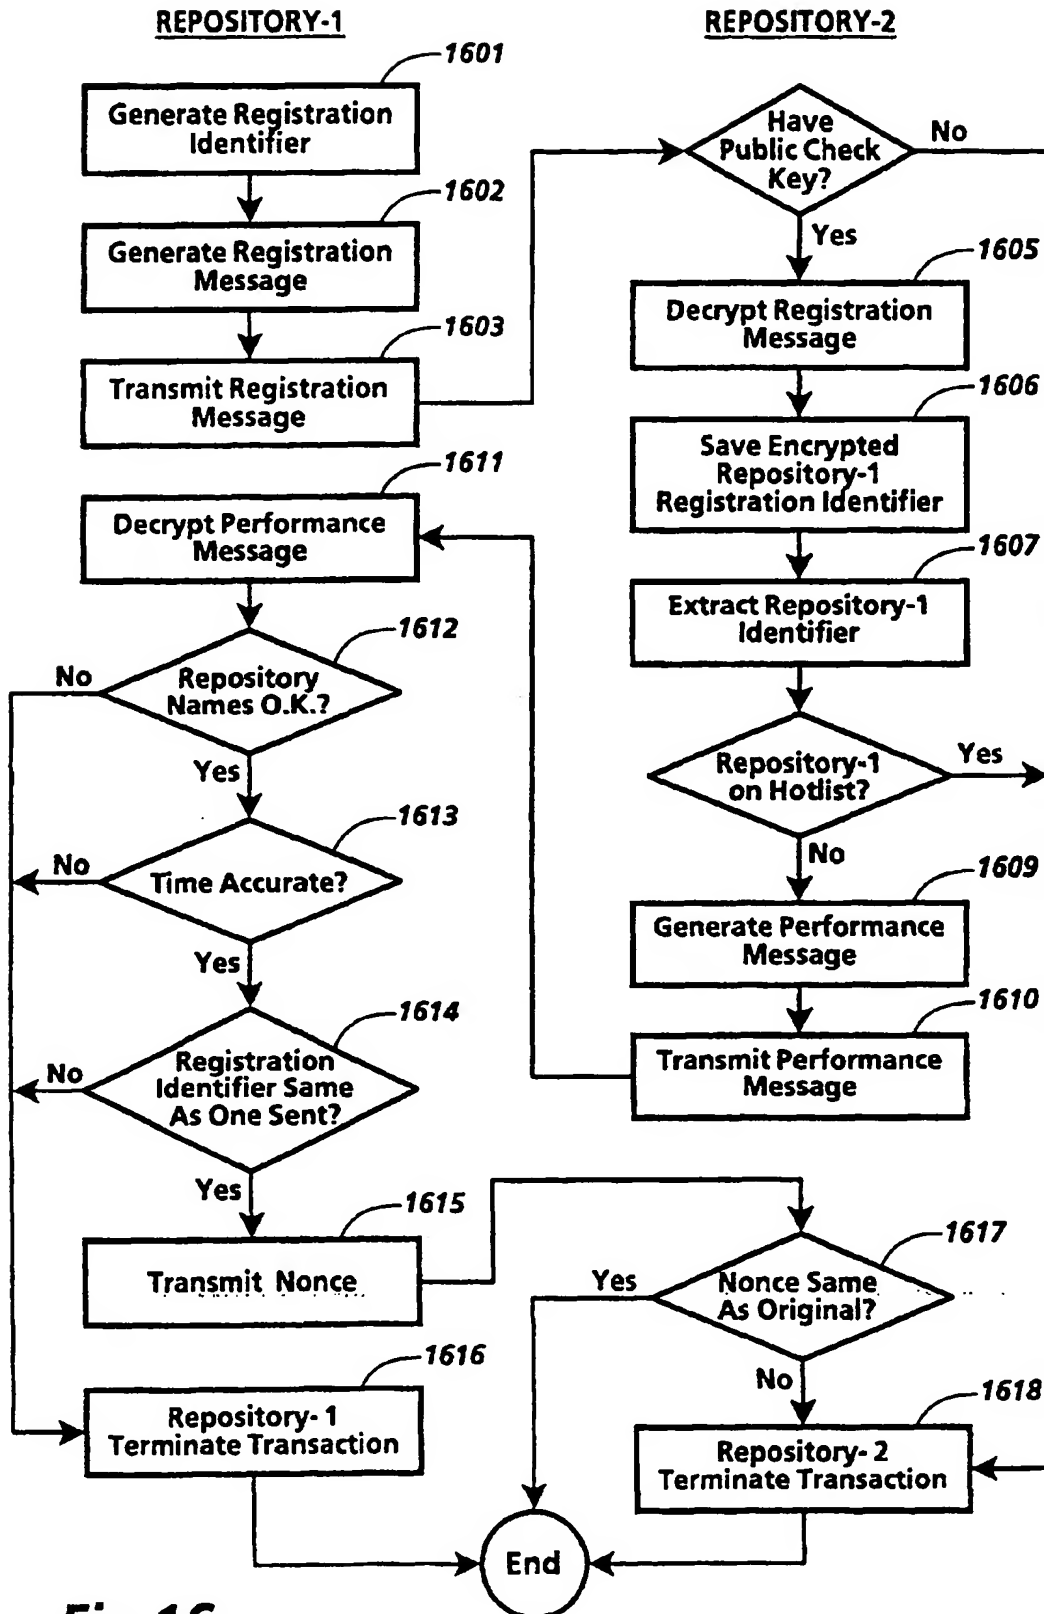 REPOSITORY-1
1601
Generate Registration
Identifier
1602
Generate Registration
Message
1603
Transmit Registration
Message
1611
Decrypt Performance
Message
1612
Repository
Names O.K.?
No
Yes
1613
Time Accurate?
No
Yes
1614
Registration
Identifier Same
As One Sent?
No
Yes
1615
Transmit Nonce
1616
Repository- 1
Terminate Transaction
REPOSITORY-2
Have
Public Check
Key?
No
Yes
1605
Decrypt Registration
Message
1606
Save Encrypted
Repository-1
Registration Identifier
1607
Extract Repository-1
Identifier
Repository-1
on Hotlist?
Yes
No
1609
Generate Performance
Message
1610
Transmit Performance
Message
1617
Nonce Same
As Original?
Yes
No
1618
Repository- 2
Terminate Transaction
End